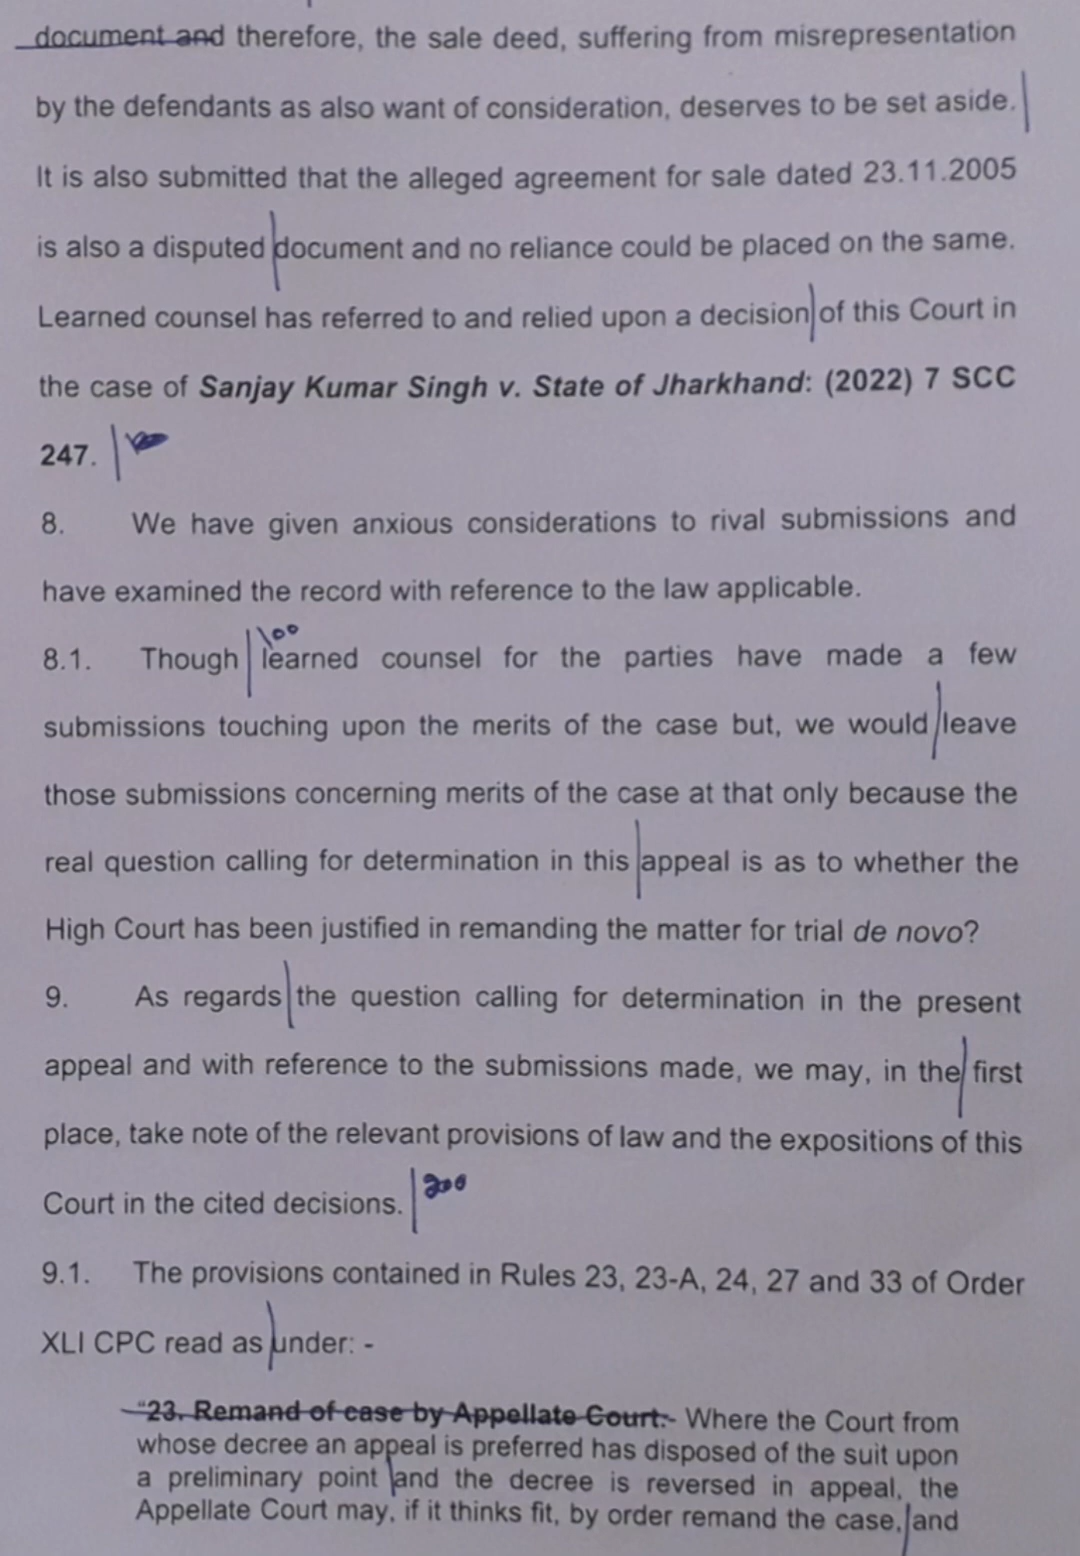 document and therefore, the sale deed, suffering from misrepresentation
by the defendants as also want of consideration, deserves to be set aside.
It is also submitted that the alleged agreement for sale dated 23.11.2005
is also a disputed document and no reliance could be placed on the same.
Learned counsel has referred to and relied upon a decision of this Court in
the case of Sanjay Kumar Singh v. State of Jharkhand: (2022) 7 SCC
247.
8. We have given anxious considerations to rival submissions and
have examined the record with reference to the law applicable.
100
8.1. Though learned counsel for the parties have made a few
submissions touching upon the merits of the case but, we would leave
those submissions concerning merits of the case at that only because the
real question calling for determination in this appeal is as to whether the
High Court has been justified in remanding the matter for trial de novo?
9. As regards the question calling for determination in the present
appeal and with reference to the submissions made, we may, in the first
place, take note of the relevant provisions of law and the expositions of this
Court in the cited decisions. 200
9.1. The provisions contained in Rules 23, 23-A, 24, 27 and 33 of Order
XLI CPC read as under: -
"23. Remand of case by Appellate Court.- Where the Court from
whose decree an appeal is preferred has disposed of the suit upon
a preliminary point and the decree is reversed in appeal, the
Appellate Court may, if it thinks fit, by order remand the case, and